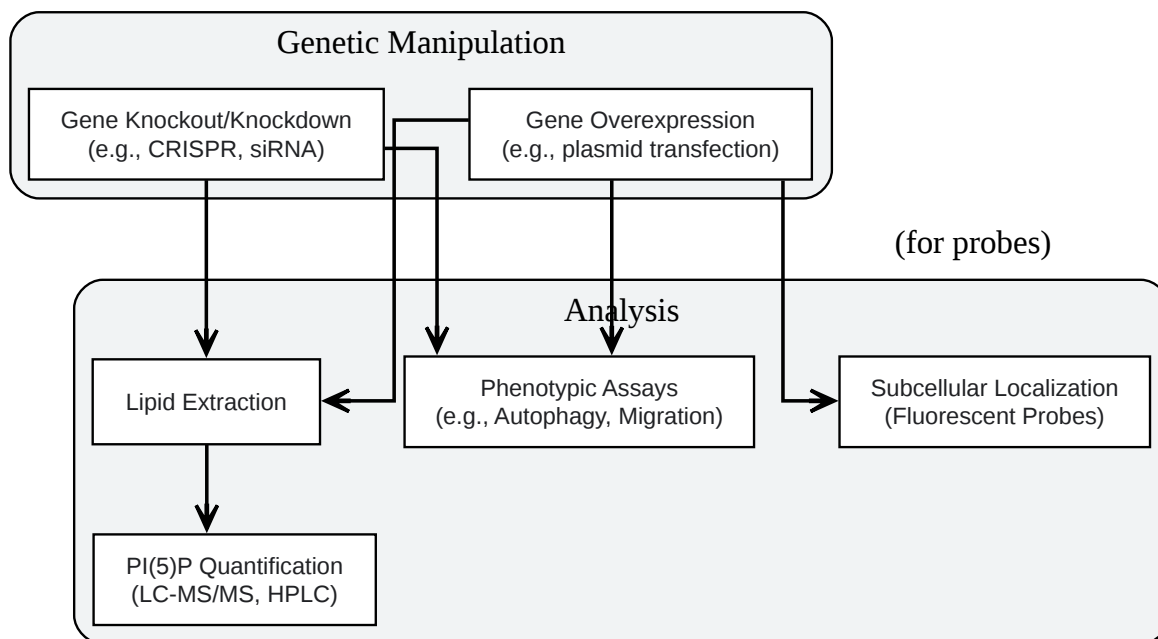 Genetic Manipulation
Gene Knockout/Knockdown
(e.g., CRISPR, siRNA)
Gene Overexpression
(e.g., plasmid transfection)
(for probes)
Analysis
Lipid Extraction
Phenotypic Assays
(e.g., Autophagy, Migration)
Subcellular Localization
(Fluorescent Probes)
PI(5)P Quantification
(LC-MS/MS, HPLC)